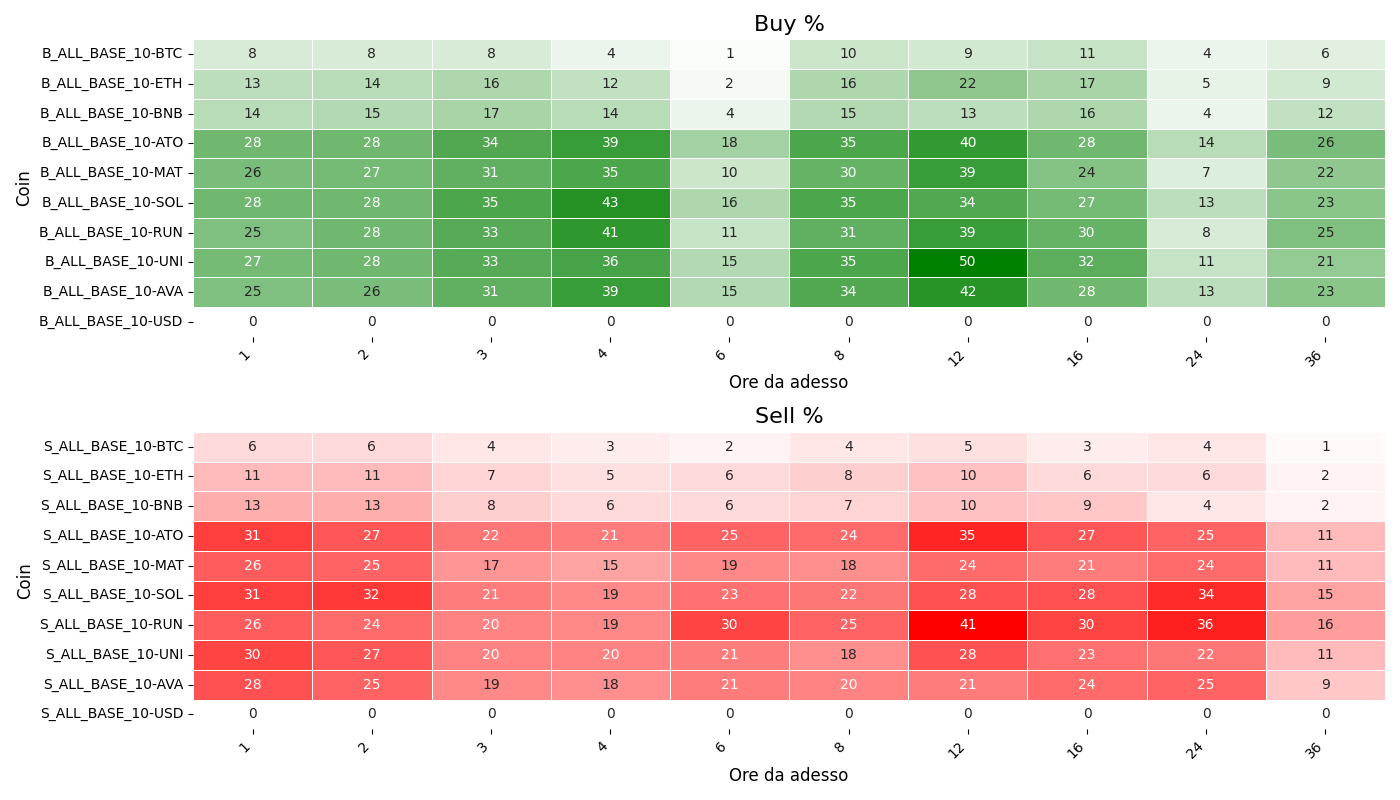 Buy %
Coin
B_ALL_BASE_10-BTC 8 8 8 4 1 10 9 11 4 6
B_ALL_BASE_10-ETH 13 14 16 12 2 16 22 17 5 9
B_ALL_BASE_10-BNB 14 15 17 14 4 15 13 16 4 12
B_ALL_BASE_10-ATO 28 28 34 39 18 35 40 28 14 26
B_ALL_BASE_10-MAT 26 27 31 35 10 30 39 24 7 22
B_ALL_BASE_10-SOL 28 28 35 43 16 35 34 27 13 23
B_ALL_BASE_10-RUN 25 28 33 41 11 31 39 30 8 25
B_ALL_BASE_10-UNI 27 28 33 36 15 35 50 32 11 21
B_ALL_BASE_10-AVA 25 26 31 39 15 34 42 28 13 23
B_ALL_BASE_10-USD 0 0 0 0 0 0 0 0 0 0
1 2 3 4 6 8 12 16 24 36
Ore da adesso
Sell %
Coin
S_ALL_BASE_10-BTC 6 6 4 3 2 4 5 3 4 1
S_ALL_BASE_10-ETH 11 11 7 5 6 8 10 6 6 2
S_ALL_BASE_10-BNB 13 13 8 6 6 7 10 9 4 2
S_ALL_BASE_10-ATO 31 27 22 21 25 24 35 27 25 11
S_ALL_BASE_10-MAT 26 25 17 15 19 18 24 21 24 11
S_ALL_BASE_10-SOL 31 32 21 19 23 22 28 28 34 15
S_ALL_BASE_10-RUN 26 24 20 19 30 25 41 30 36 16
S_ALL_BASE_10-UNI 30 27 20 20 21 18 28 23 22 11
S_ALL_BASE_10-AVA 28 25 19 18 21 20 21 24 25 9
S_ALL_BASE_10-USD 0 0 0 0 0 0 0 0 0 0
1 2 3 4 6 8 12 16 24 36
Ore da adesso